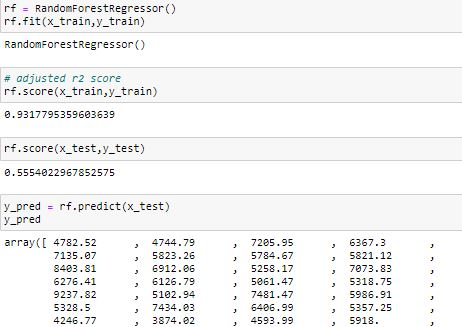 rf = RandomForestRegressor()
rf.fit(x_train,y_train)
RandomForestRegressor()
# adjusted r2 score
rf.score(x_train,y_train)
0.9317795359603639
rf.score(x_test,y_test)
0.5554022967852575
y_pred = rf.predict(x_test)
y_pred
array([ 4782.52 , 4744.79 , 7205.95 , 6367.3 ,
7135.07 , 5823.26 , 5784.67 , 5821.12 ,
8403.81 , 6912.06 , 5258.17 , 7073.83 ,
6276.41 , 6126.79 , 5061.47 , 5318.75 ,
9237.82 , 5102.94 , 7481.47 , 5986.91 ,
5328.5 , 7434.03 , 6406.99 , 5357.25 ,
4246.77 , 3874.02 , 4593.99 , 5918. ,